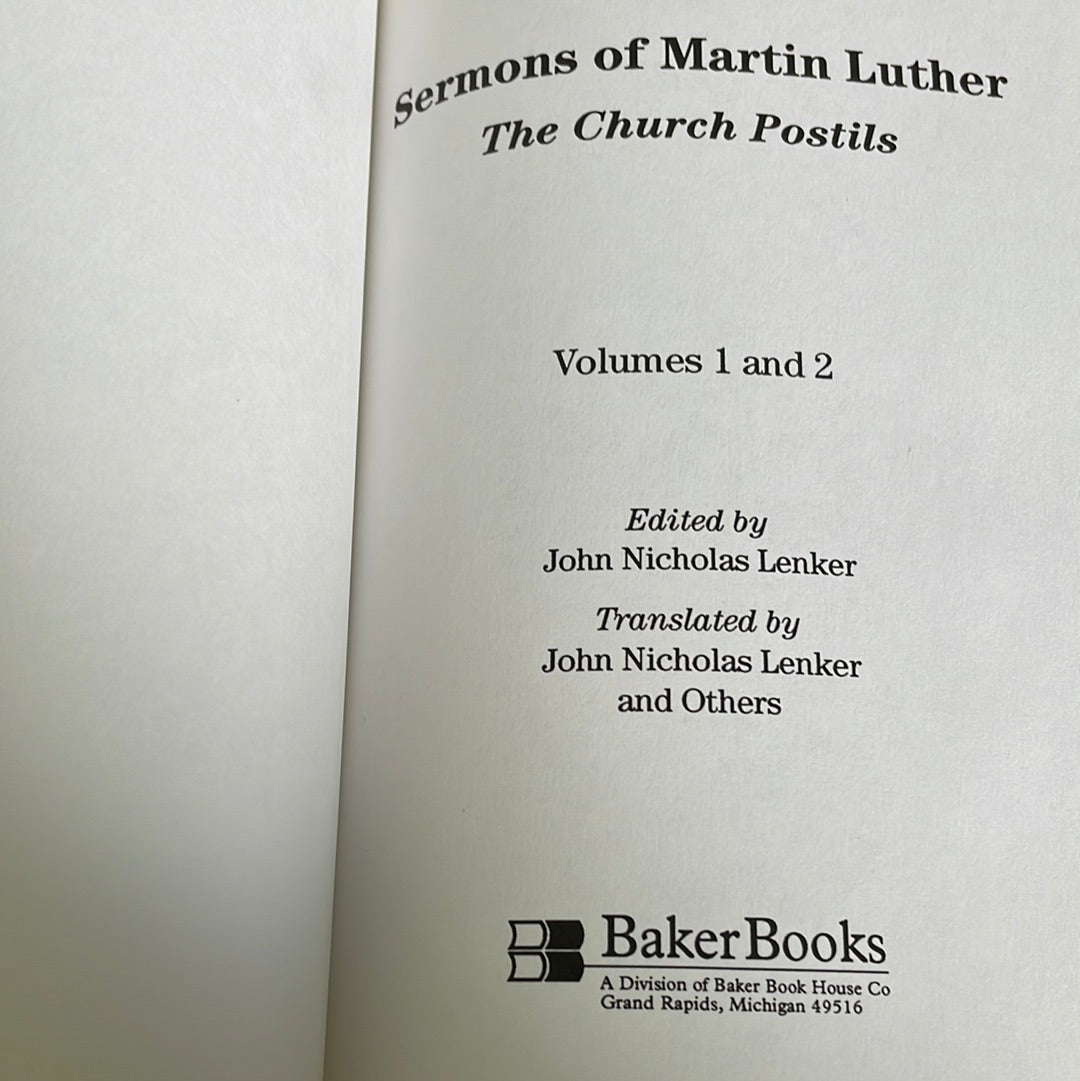 Sermons of Martin Luther
The Church Postils
Volumes 1 and 2
Edited by
John Nicholas Lenker
Translated by
John Nicholas Lenker
and Others
BakerBooks
A Division of Baker Book House Co
Grand Rapids, Michigan 49516